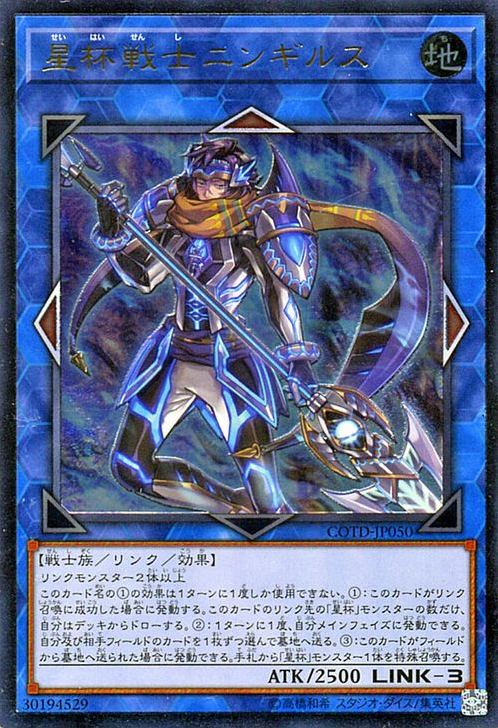 星杯戦士ニンギルス
地
COTD-JP050
【戦士族/リンク/効果】
リンクモンスター2体以上
このカード名の①の効果は1ターンに1度しか使用できない。①:このカードがリンク
召喚に成功した場合に発動する。このカードのリンク先の「星杯」モンスターの数だけ、
自分はデッキからドローする。②:1ターンに1度、自分メインフェイズに発動できる。
自分及び相手フィールドのカードを1枚ずつ選んで墓地へ送る。③:このカードがフィールド
から墓地へ送られた場合に発動できる。手札から「星杯」モンスター1体を特殊召喚する。
ATK/2500 LINK-3
30194529 ©高橋和希 スタジオ・ダイス/集英社